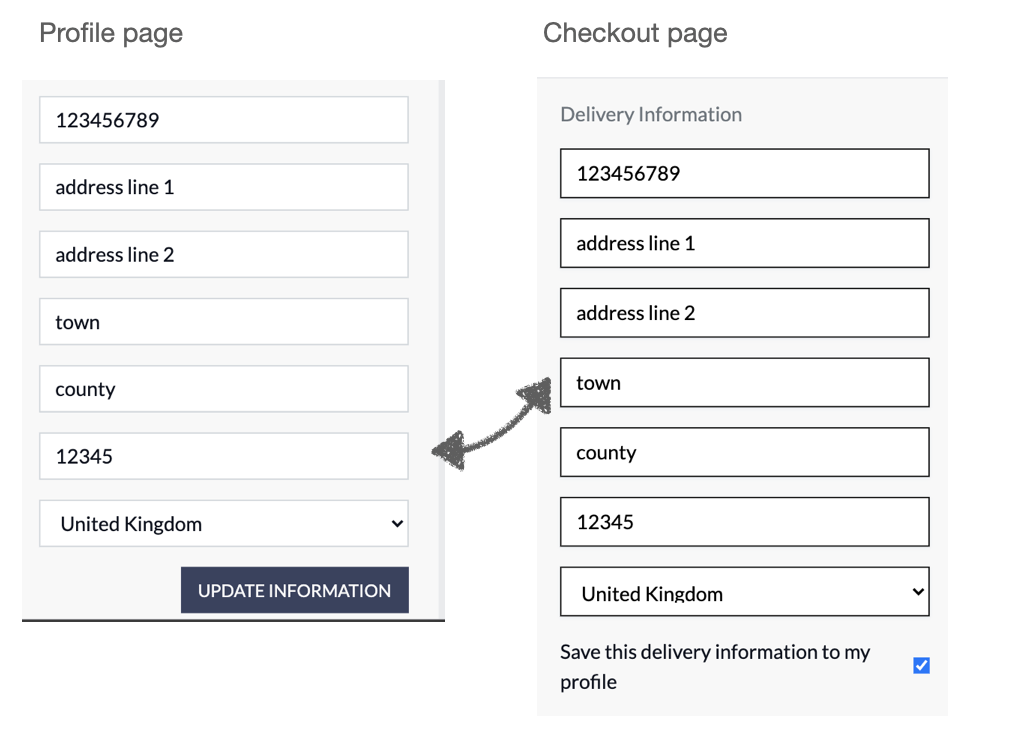 Profile page
123456789
address line 1
address line 2
town
county
12345
United Kingdom
UPDATE INFORMATION
Checkout page
Delivery Information
123456789
address line 1
address line 2
town
county
12345
United Kingdom
Save this delivery information to my
profile